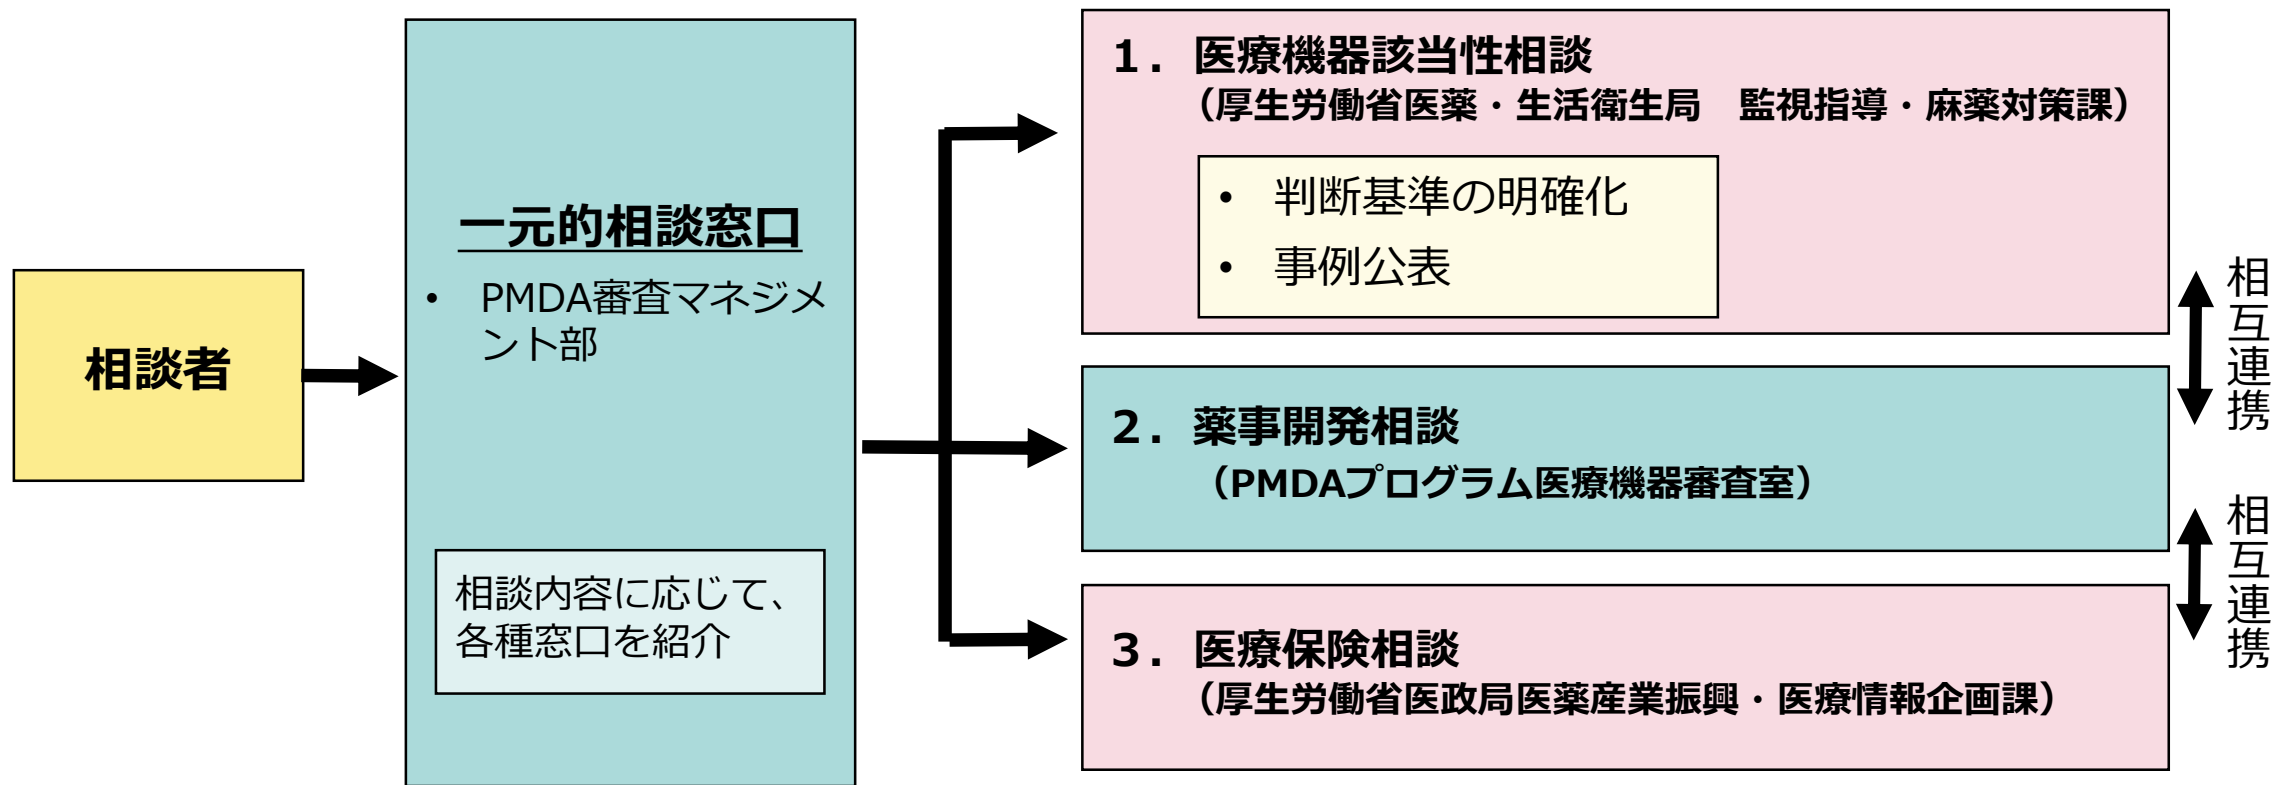 相談者
一元的相談窓口
• PMDA審査マネジメ
ント部
相談内容に応じて、
各種窓口を紹介
１．医療機器該当性相談
（厚生労働省医薬・生活衛生局　監視指導・麻薬対策課）
• 判断基準の明確化
• 事例公表
２．薬事開発相談
（PMDAプログラム医療機器審査室）
３．医療保険相談
（厚生労働省医政局医薬産業振興・医療情報企画課）
相互連携
相互連携